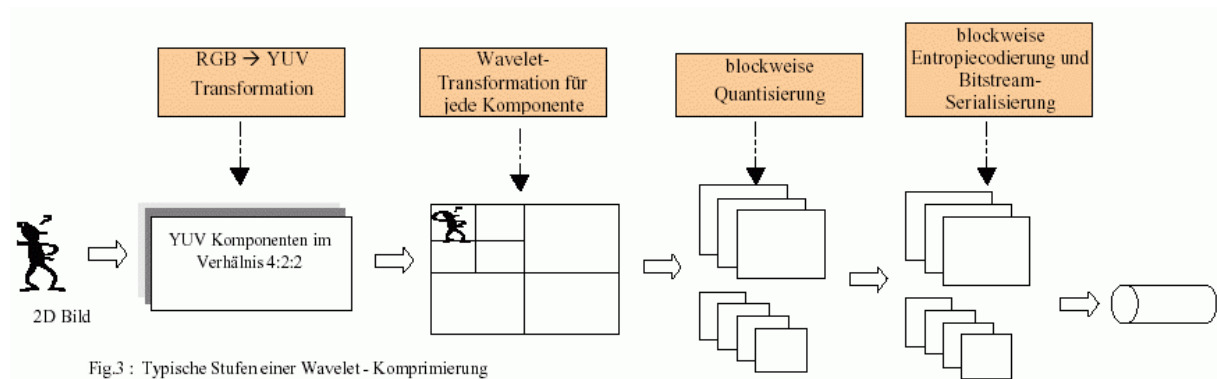 RGB → YUV
Transformation
Wavelet-
Transformation für
jede Komponente
blockweise
Quantisierung
blockweise
Entropiecodierung und
Bitstream-
Serialisierung
YUV Komponenten im
Verhälnis 4:2:2
2D Bild
Fig.3 : Typische Stufen einer Wavelet - Komprimierung